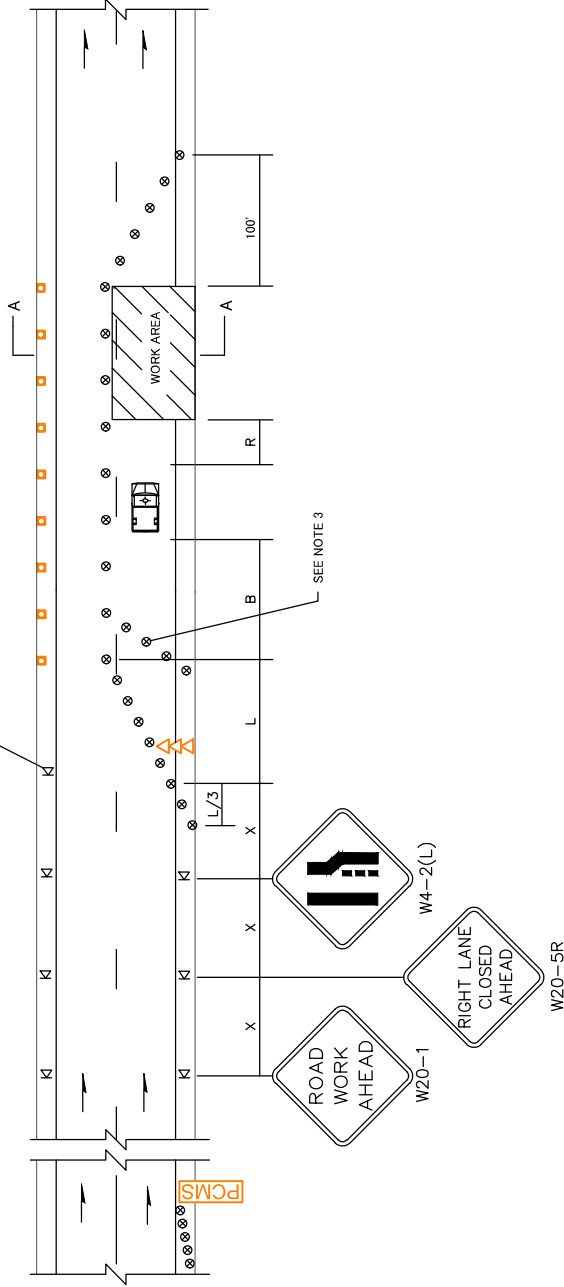 A
A
WORK AREA
100'
R
SEE NOTE 3
B
L
L/3
X
X
X
W4-2(L)
RIGHT LANE
CLOSED
AHEAD
W20-5R
ROAD
WORK
AHEAD
W20-1
PCMS